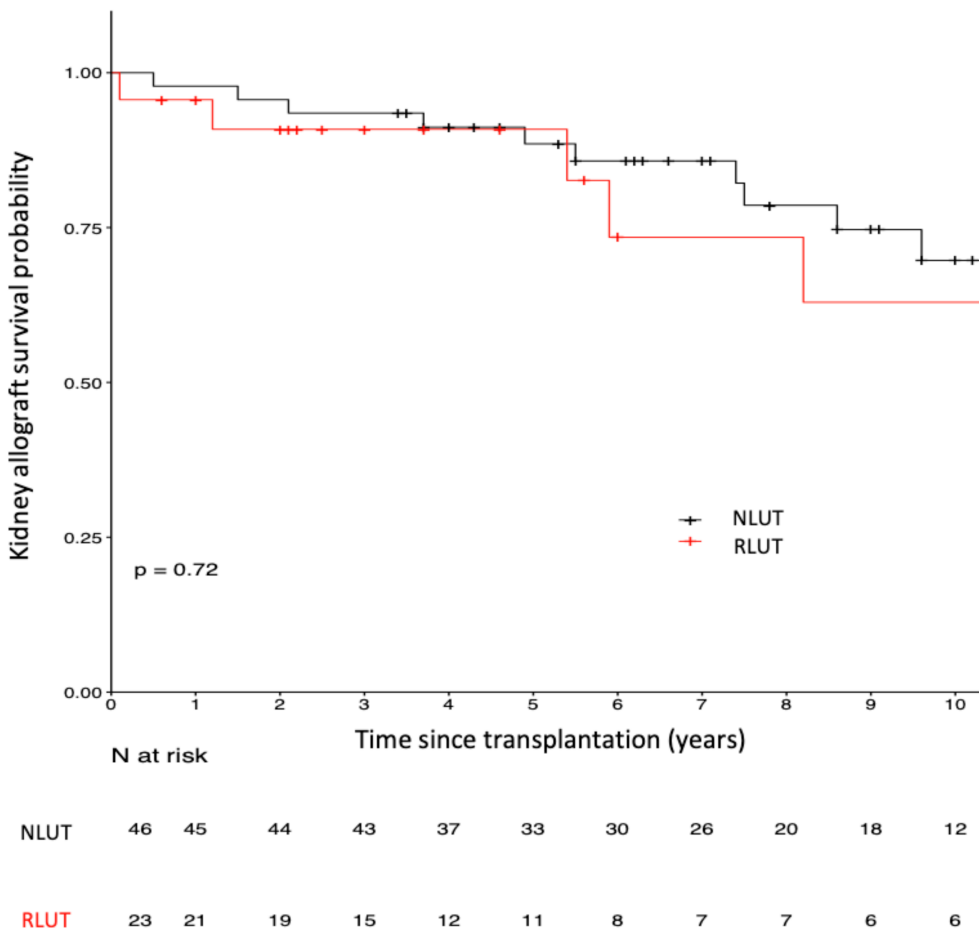 Kidney allograft survival probability
1.00
0.75
0.50
0.25
0.00
NLUT
RLUT
p = 0.72
0 1 2 3 4 5 6 7 8 9 10
Time since transplantation (years)
N at risk
NLUT 46 45 44 43 37 33 30 26 20 18 12
RLUT 23 21 19 15 12 11 8 7 7 6 6